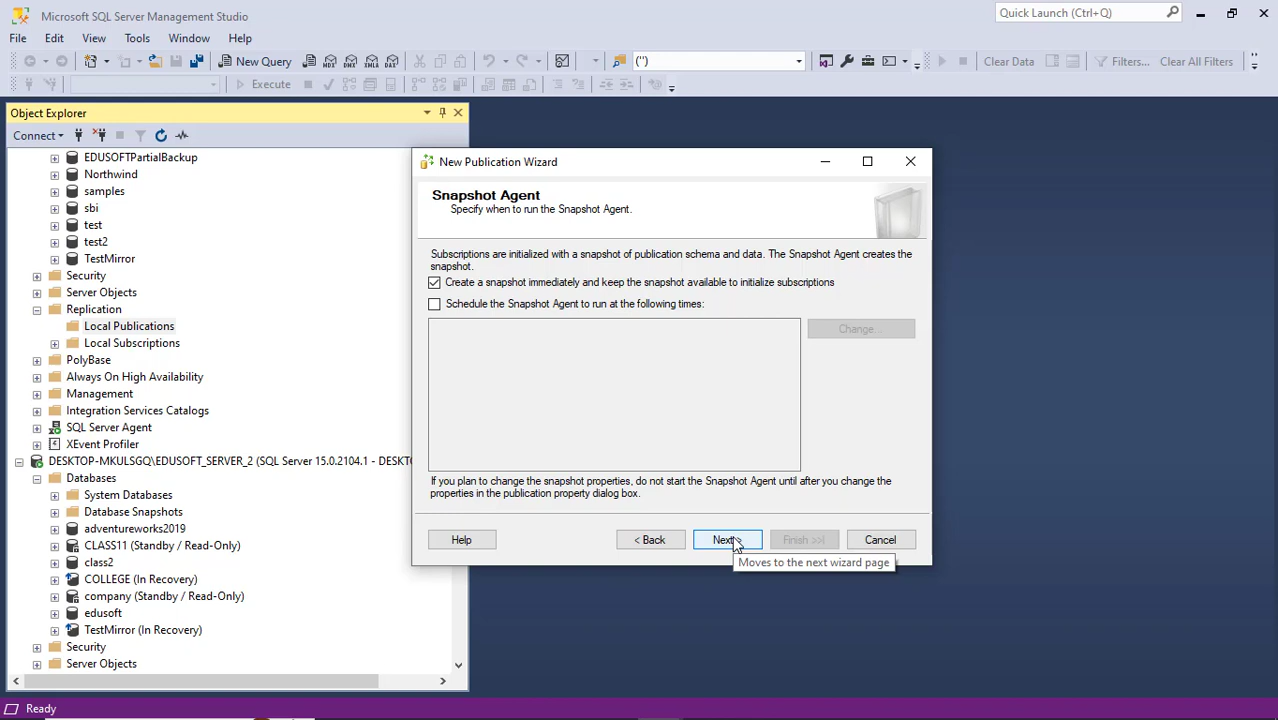 Microsoft SQL Server Management Studio
Quick Launch (Ctrl+Q)
File Edit View Tools Window Help
New Query
MDX DMX XMLA DAX
('')
Clear Data
Execute
Filters...
Clear All Filters
Object Explorer
Connect
EDUSOFTPartialBackup
Northwind
samples
sbi
test
test2
TestMirror
Security
Server Objects
Replication
Local Publications
Local Subscriptions
PolyBase
Always On High Availability
Management
Integration Services Catalogs
SQL Server Agent
XEvent Profiler
DESKTOP-MKULSGQ\EDUSOFT_SERVER_2 (SQL Server 15.0.2104.1 - DESKTO
Databases
System Databases
Database Snapshots
adventureworks2019
CLASS11 (Standby / Read-Only)
class2
COLLEGE (In Recovery)
company (Standby / Read-Only)
edusoft
TestMirror (In Recovery)
Security
Server Objects
New Publication Wizard
Snapshot Agent
Specify when to run the Snapshot Agent.
Subscriptions are initialized with a snapshot of publication schema and data. The Snapshot Agent creates the
snapshot.
Create a snapshot immediately and keep the snapshot available to initialize subscriptions
Schedule the Snapshot Agent to run at the following times:
Change...
If you plan to change the snapshot properties, do not start the Snapshot Agent until after you change the
properties in the publication property dialog box.
Help
< Back
Next >
Finish >>|
Cancel
Moves to the next wizard page
Ready